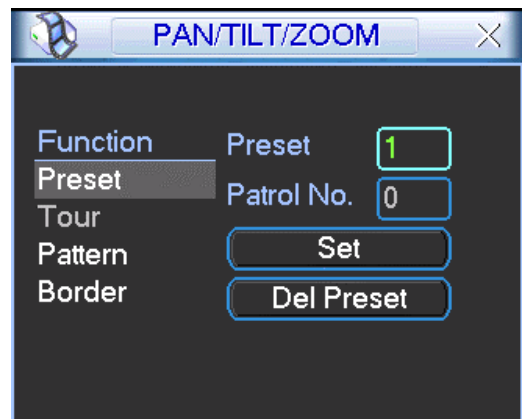 PAN/TILT/ZOOM
Function
Preset
Tour
Pattern
Border
Preset 1
Patrol No. 0
Set
Del Preset